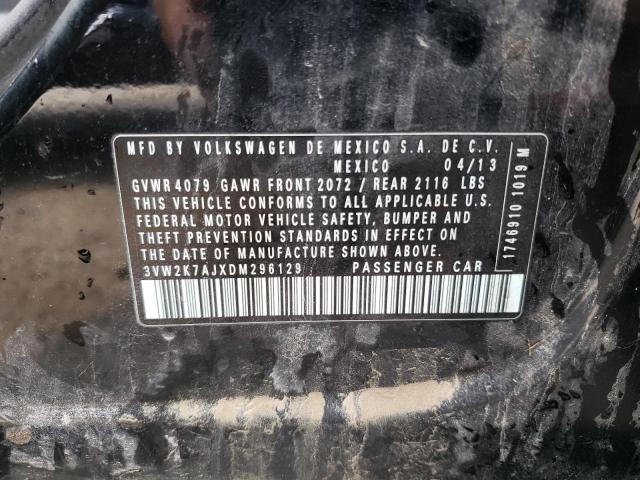 MFD BY VOLKSWAGEN DE MEXICO S.A. DE C.V.
MEXICO 04/13
GVWR 4079 GAWR FRONT 2072 / REAR 2116 LBS
THIS VEHICLE CONFORMS TO ALL APPLICABLE U.S.
FEDERAL MOTOR VEHICLE SAFETY, BUMPER AND
THEFT PREVENTION STANDARDS IN EFFECT ON
THE DATE OF MANUFACTURE SHOWN ABOVE.
3VW2K7AJXDM296129 PASSENGER CAR
1746910 1019 M